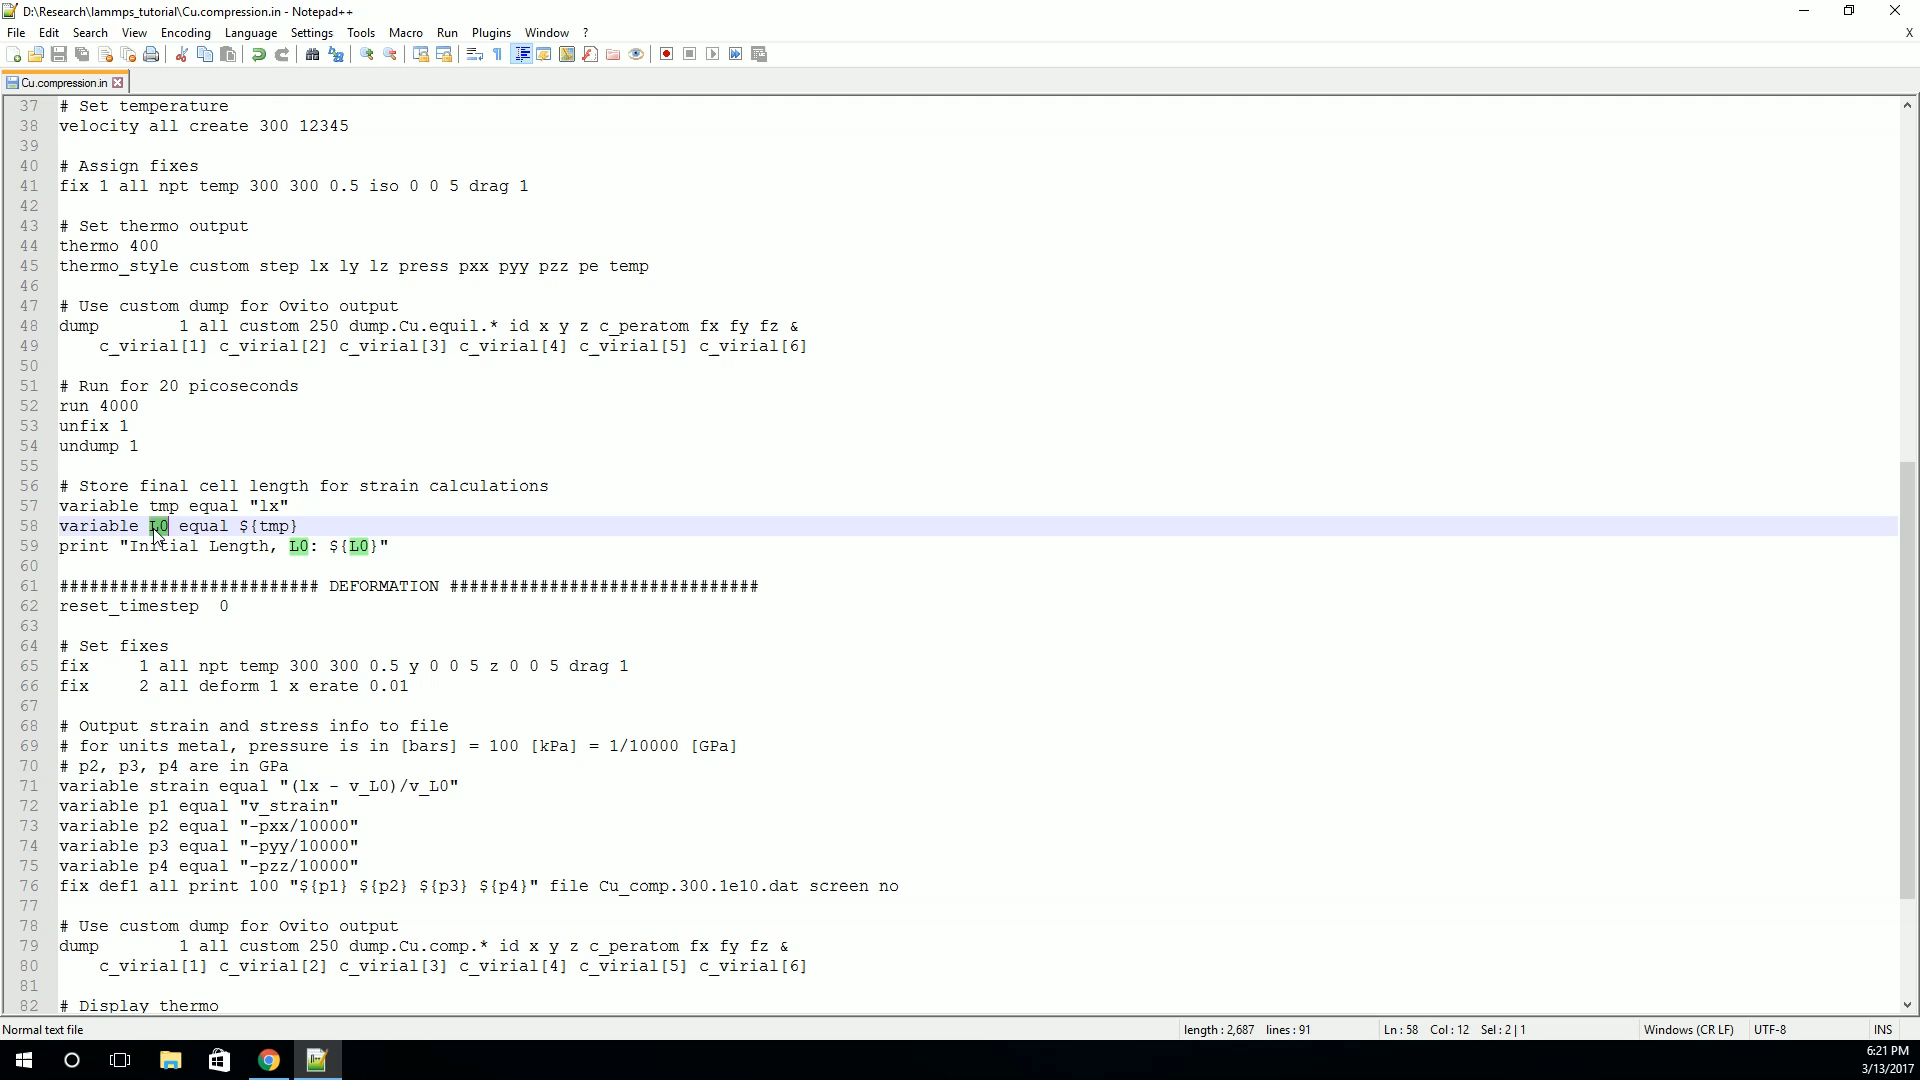 D:\Research\lammps_tutorial\Cu.compression.in - Notepad++
File Edit Search View Encoding Language Settings Tools Macro Run Plugins Window ? X
Cu.compression.in
37 # Set temperature
38 velocity all create 300 12345
39
40 # Assign fixes
41 fix 1 all npt temp 300 300 0.5 iso 0 0 5 drag 1
42
43 # Set thermo output
44 thermo 400
45 thermo_style custom step lx ly lz press pxx pyy pzz pe temp
46
47 # Use custom dump for Ovito output
48 dump 1 all custom 250 dump.Cu.equil.* id x y z c_peratom fx fy fz &
49 c_virial[1] c_virial[2] c_virial[3] c_virial[4] c_virial[5] c_virial[6]
50
51 # Run for 20 picoseconds
52 run 4000
53 unfix 1
54 undump 1
55
56 # Store final cell length for strain calculations
57 variable tmp equal "lx"
58 variable L0 equal ${tmp}
59 print "Initial Length, L0: ${L0}"
60
61 ########################## DEFORMATION ###############################
62 reset_timestep 0
63
64 # Set fixes
65 fix 1 all npt temp 300 300 0.5 y 0 0 5 z 0 0 5 drag 1
66 fix 2 all deform 1 x erate 0.01
67
68 # Output strain and stress info to file
69 # for units metal, pressure is in [bars] = 100 [kPa] = 1/10000 [GPa]
70 # p2, p3, p4 are in GPa
71 variable strain equal "(lx - v_L0)/v_L0"
72 variable p1 equal "v_strain"
73 variable p2 equal "-pxx/10000"
74 variable p3 equal "-pyy/10000"
75 variable p4 equal "-pzz/10000"
76 fix def1 all print 100 "${p1} ${p2} ${p3} ${p4}" file Cu_comp.300.1e10.dat screen no
77
78 # Use custom dump for Ovito output
79 dump 1 all custom 250 dump.Cu.comp.* id x y z c_peratom fx fy fz &
80 c_virial[1] c_virial[2] c_virial[3] c_virial[4] c_virial[5] c_virial[6]
81
82 # Display thermo
Normal text file length : 2,687 lines : 91 Ln : 58 Col : 12 Sel : 2 | 1 Windows (CR LF) UTF-8 INS
6:21 PM
3/13/2017